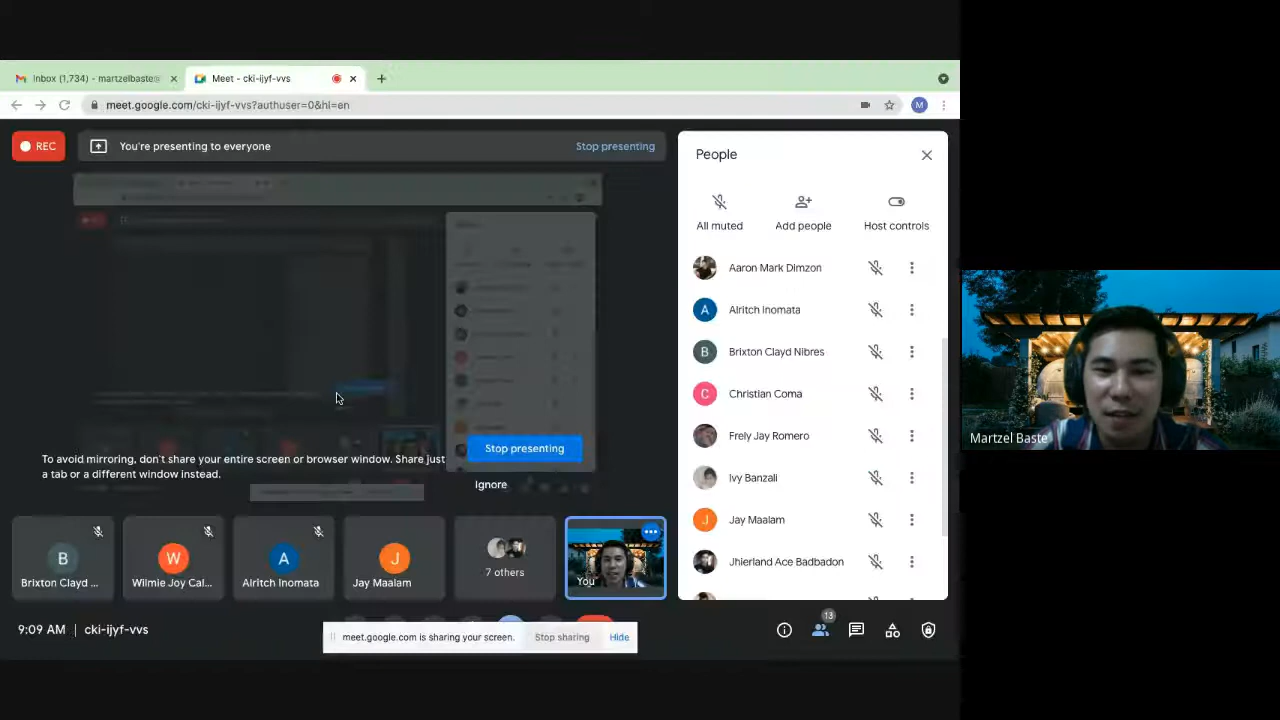 Inbox (1,734) - martzelbaste@
Meet - cki-ijyf-vvs
meet.google.com/cki-ijyf-vvs?authuser=0&hl=en
M
REC
You're presenting to everyone
Stop presenting
People
All muted
Add people
Host controls
Aaron Mark Dimzon
A
Alritch Inomata
B
Brixton Clayd Nibres
C
Christian Coma
Frely Jay Romero
Ivy Banzali
J
Jay Maalam
Jhierland Ace Badbadon
Martzel Baste
Stop presenting
To avoid mirroring, don't share your entire screen or browser window. Share just
a tab or a different window instead.
Ignore
B
Brixton Clayd ...
W
Wilmie Joy Cal...
A
Alritch Inomata
J
Jay Maalam
7 others
You
9:09 AM | cki-ijyf-vvs
meet.google.com is sharing your screen.
Stop sharing
Hide
13